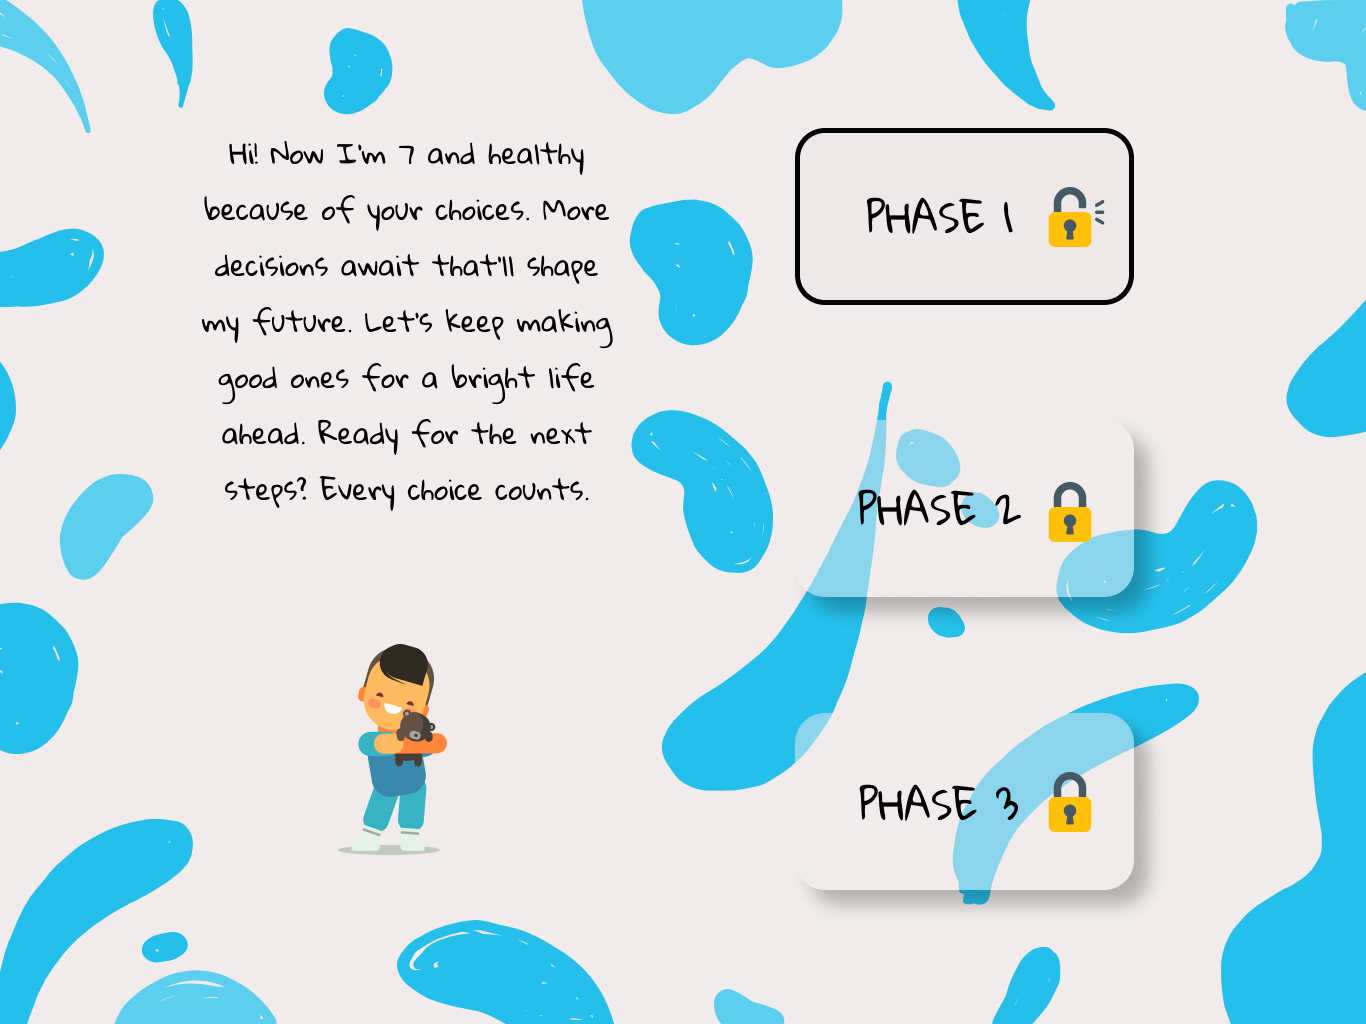 Hi! Now I'm 7 and healthy
because of your choices. More
decisions await that'll shape
my future. Let's keep making
good ones for a bright life
ahead. Ready for the next
steps? Every choice counts.
PHASE 1
PHASE 2
PHASE 3